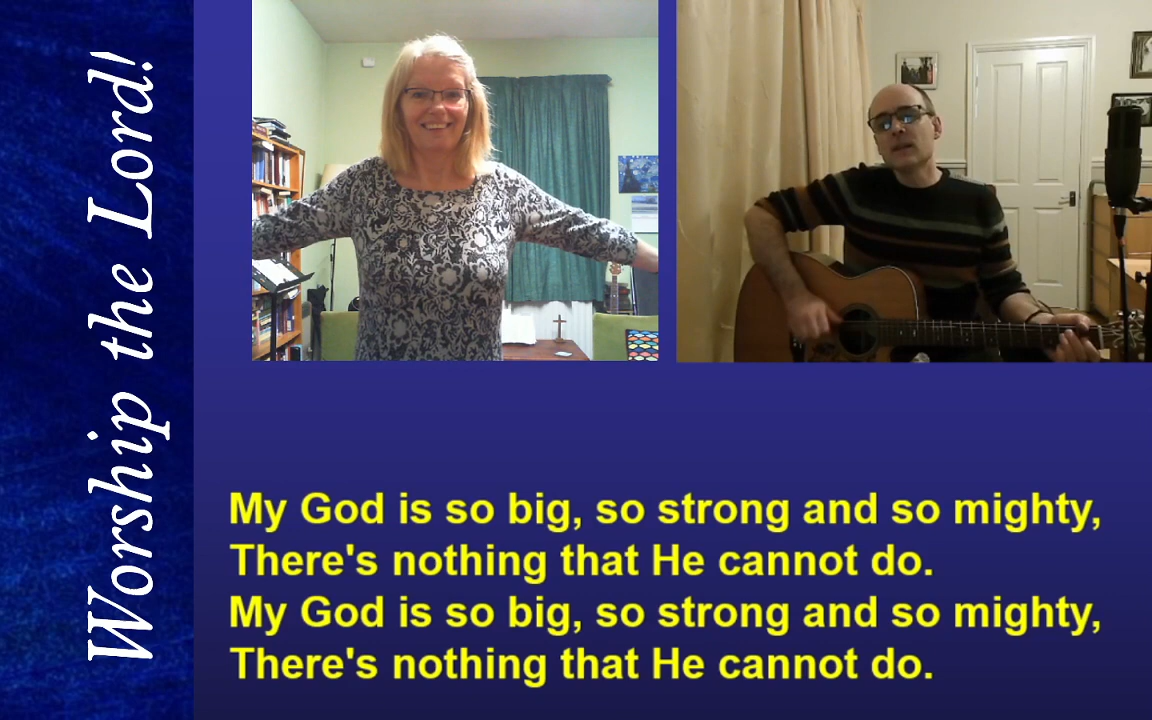 Worship the Lord!
My God is so big, so strong and so mighty,
There's nothing that He cannot do.
My God is so big, so strong and so mighty,
There's nothing that He cannot do.